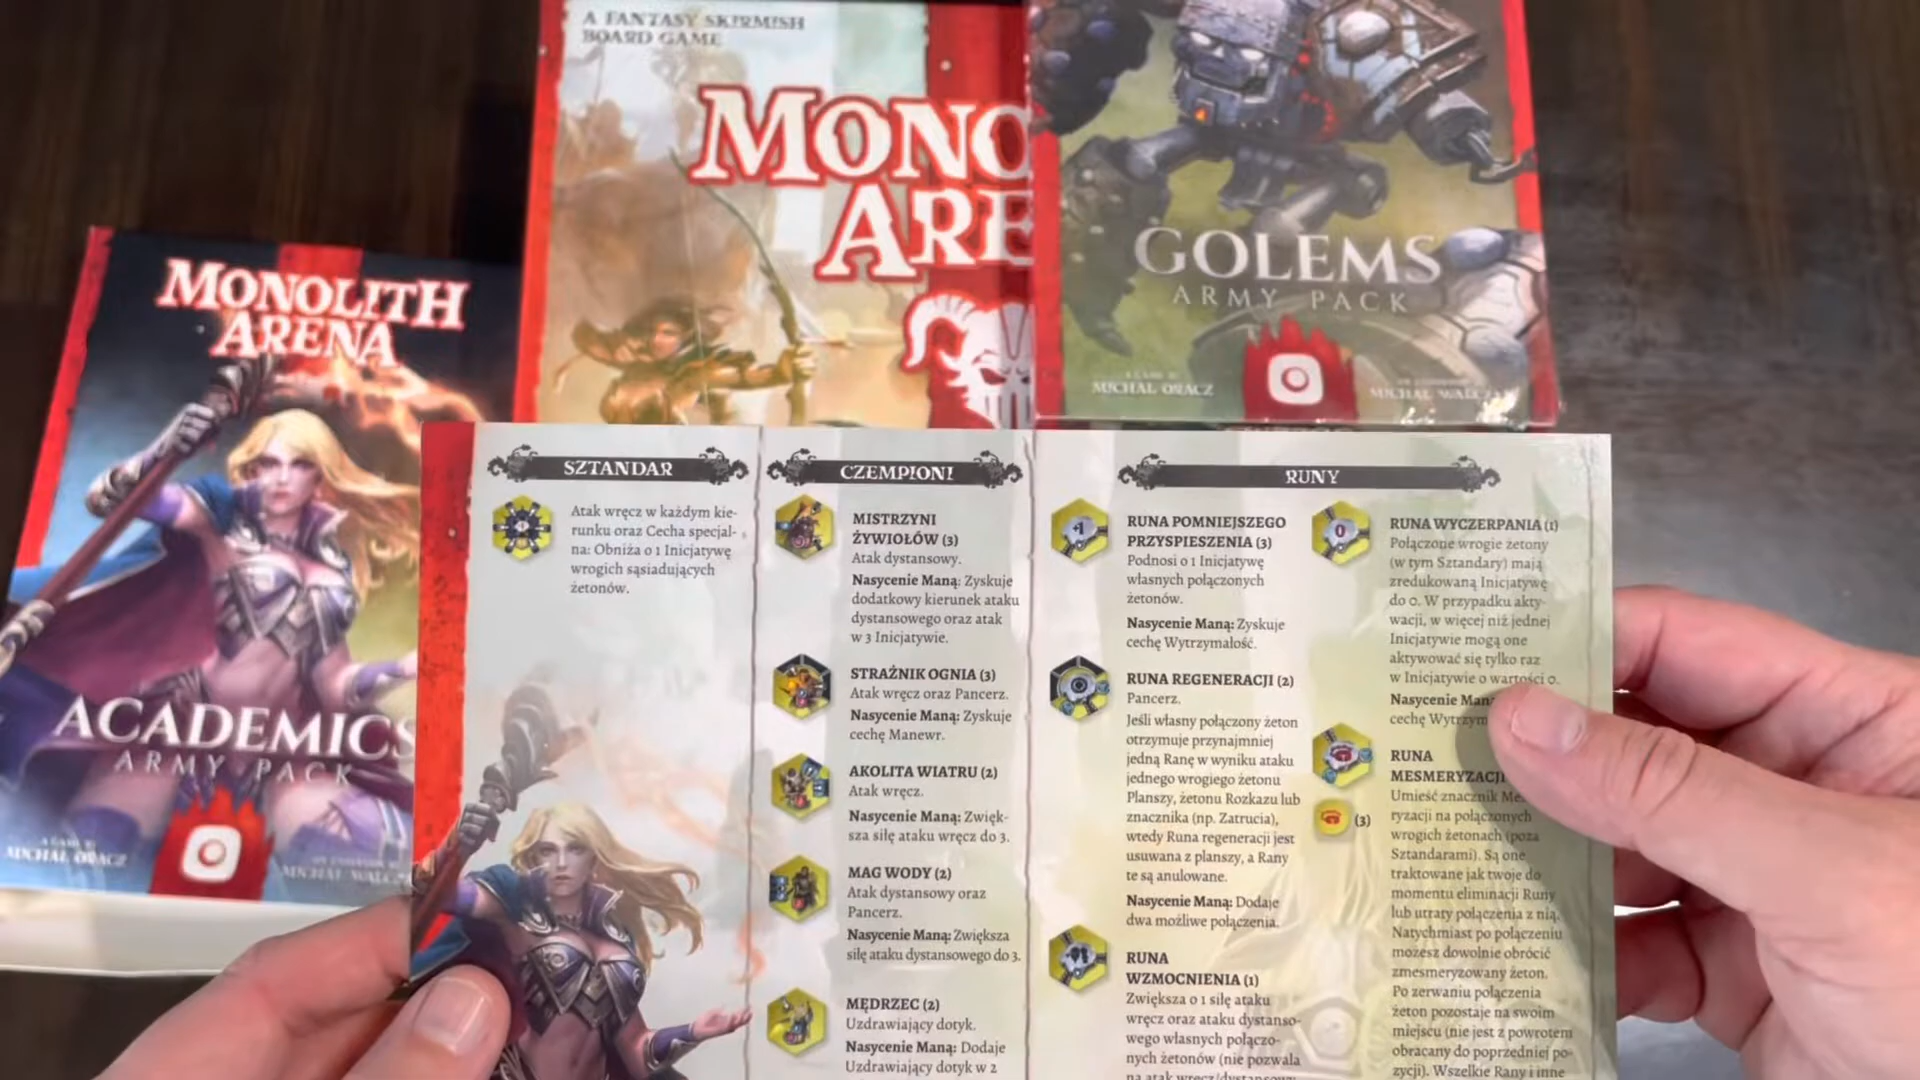 A FANTASY SKIRMISH
BOARD GAME
MONO
ARE
GOLEMS
ARMY PACK
MICHAŁ ORACZ
MONOLITH
ARENA
ACADEMICS
ARMY PACK
MICHAŁ ORACZ
SZTANDAR
Atak wręcz w każdym kie-
runku oraz Cecha specjal-
na: Obniża o 1 Inicjatywę
wrogich sąsiadujących
żetonów.
CZEMPIONI
MISTRZYNI
ŻYWIOŁÓW (3)
Atak dystansowy.
Nasycenie Maną: Zyskuje
dodatkowy kierunek ataku
dystansowego oraz atak
w 3 Inicjatywie.
STRAŻNIK OGNIA (3)
Atak wręcz oraz Pancerz.
Nasycenie Maną: Zyskuje
cechę Manewr.
AKOLITA WIATRU (2)
Atak wręcz.
Nasycenie Maną: Zwięk-
sza siłę ataku wręcz do 3.
MAG WODY (2)
Atak dystansowy oraz
Pancerz.
Nasycenie Maną: Zwiększa
siłę ataku dystansowego do 3.
MĘDRZEC (2)
Uzdrawiający dotyk.
Nasycenie Maną: Dodaje
Uzdrawiający dotyk w 2
RUNY
+1
RUNA POMNIEJSZEGO
PRZYSPIESZENIA (3)
Podnosi o 1 Inicjatywę
własnych połączonych
żetonów.
Nasycenie Maną: Zyskuje
cechę Wytrzymałość.
RUNA REGENERACJI (2)
Pancerz.
Jeśli własny połączony żeton
otrzymuje przynajmniej
jedną Ranę w wyniku ataku
jednego wrogiego żetonu
Planszy, żetonu Rozkazu lub
znacznika (np. Zatrucia),
wtedy Runa regeneracji jest
usuwana z planszy, a Rany
te są anulowane.
Nasycenie Maną: Dodaje
dwa możliwe połączenia.
RUNA
WZMOCNIENIA (1)
Zwiększa o 1 siłę ataku
wręcz oraz ataku dystanso-
wego własnych połączo-
nych żetonów (nie pozwala
na atak wręcz/dystansowy
0
RUNA WYCZERPANIA (1)
Połączone wrogie żetony
(w tym Sztandary) mają
zredukowaną Inicjatywę
do 0. W przypadku akty-
wacji, w więcej niż jednej
Inicjatywie mogą one
aktywować się tylko raz
w Inicjatywie o wartości 0.
Nasycenie
cechę
RUNA
MESMERYZACJI
(3)
Umieść znacznik
ryzacji na połączonych
wrogich żetonach (poza
Sztandarami). Są one
traktowane jak twoje do
momentu eliminacji Runy
lub utraty połączenia z nią.
Natychmiast po połączeniu
możesz dowolnie obrócić
zmesmeryzowany żeton.
Po zerwaniu połączenia
żeton pozostaje na swoim
miejscu (nie jest z powrotem
obracany do poprzedniej po-
zycji). Wszelkie Rany i inne